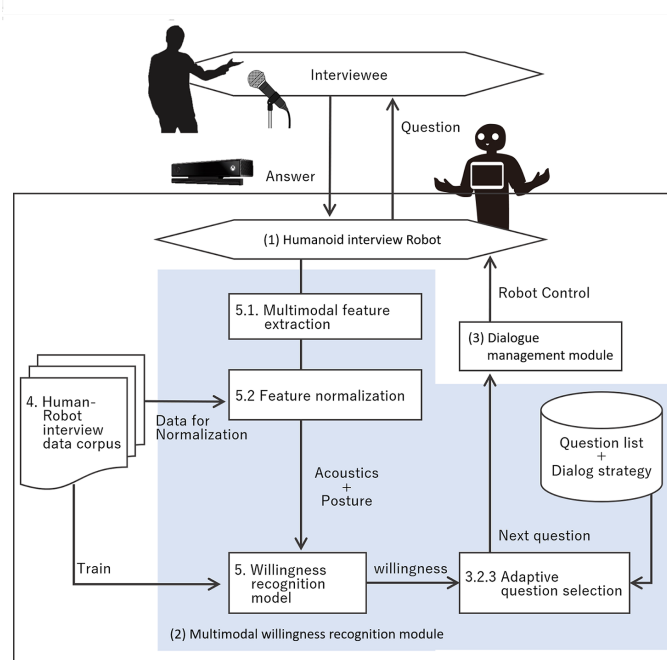 Interviewee
Question
Answer
(1) Humanoid interview Robot
5.1. Multimodal feature
extraction
Robot Control
(3) Dialogue
management module
4. Human-
Robot
interview
data corpus
5.2 Feature normalization
Data for
Normalization
Question list
+
Dialog strategy
Acoustics
+
Posture
Next question
Train
5. Willingness
recognition
model
willingness
3.2.3 Adaptive
question selection
(2) Multimodal willingness recognition module